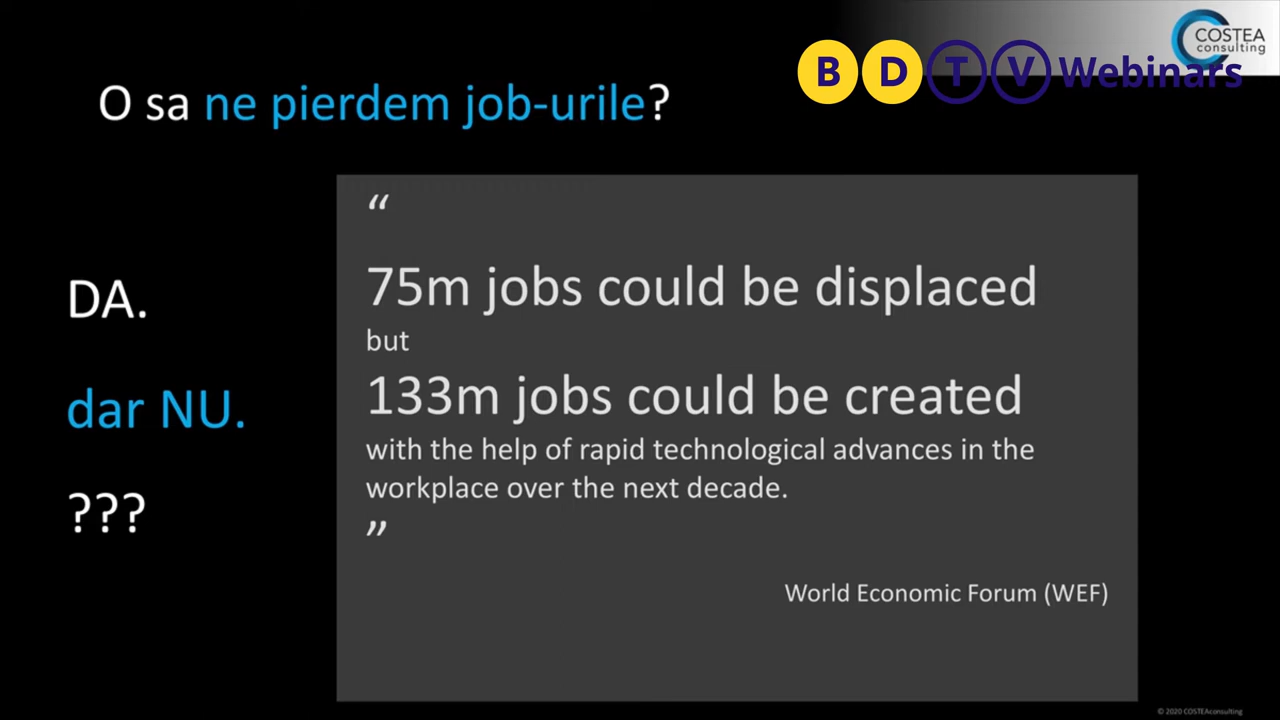 COSTEA
consulting
B D T V Webinars
O sa ne pierdem job-urile?
DA.
dar NU.
???
“
75m jobs could be displaced
but
133m jobs could be created
with the help of rapid technological advances in the
workplace over the next decade.
”
World Economic Forum (WEF)
© 2020 COSTEAconsulting